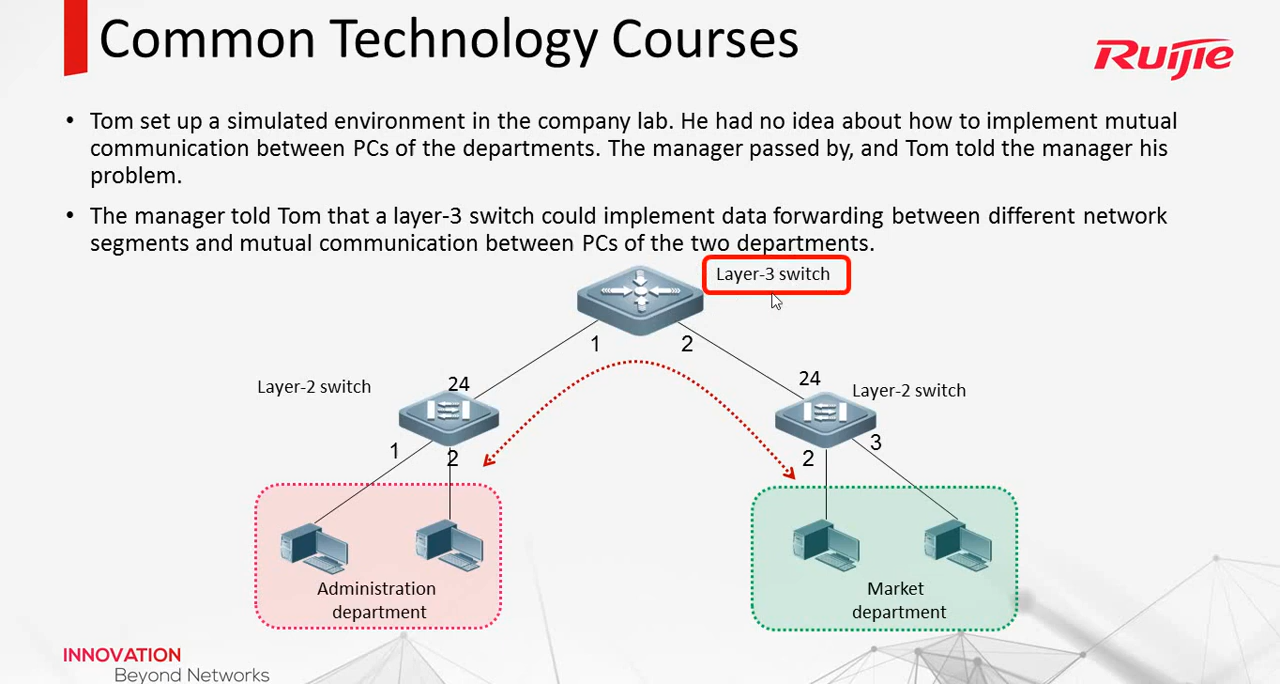 Common Technology Courses
Ruijie
• Tom set up a simulated environment in the company lab. He had no idea about how to implement mutual
communication between PCs of the departments. The manager passed by, and Tom told the manager his
problem.
• The manager told Tom that a layer-3 switch could implement data forwarding between different network
segments and mutual communication between PCs of the two departments.
Layer-3 switch
1
2
Layer-2 switch
24
24
Layer-2 switch
1
2
2
3
Administration
department
Market
department
INNOVATION
Beyond Networks